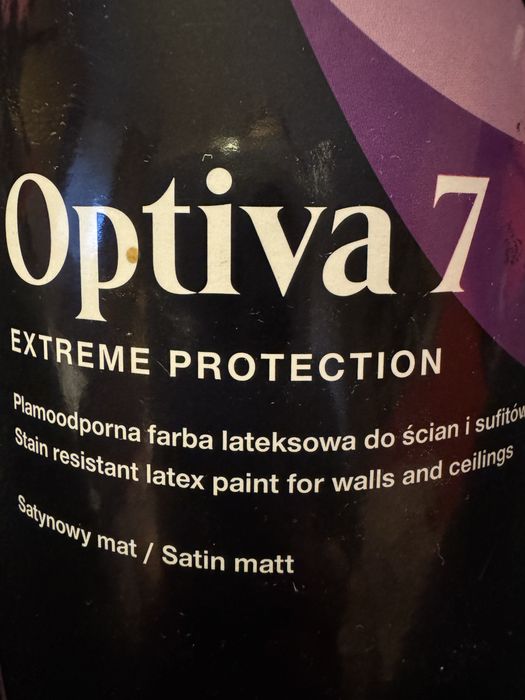 Optiva 7
EXTREME PROTECTION
Plamoodporna farba lateksowa do ścian i sufitów
Stain resistant latex paint for walls and ceilings
Satynowy mat / Satin matt